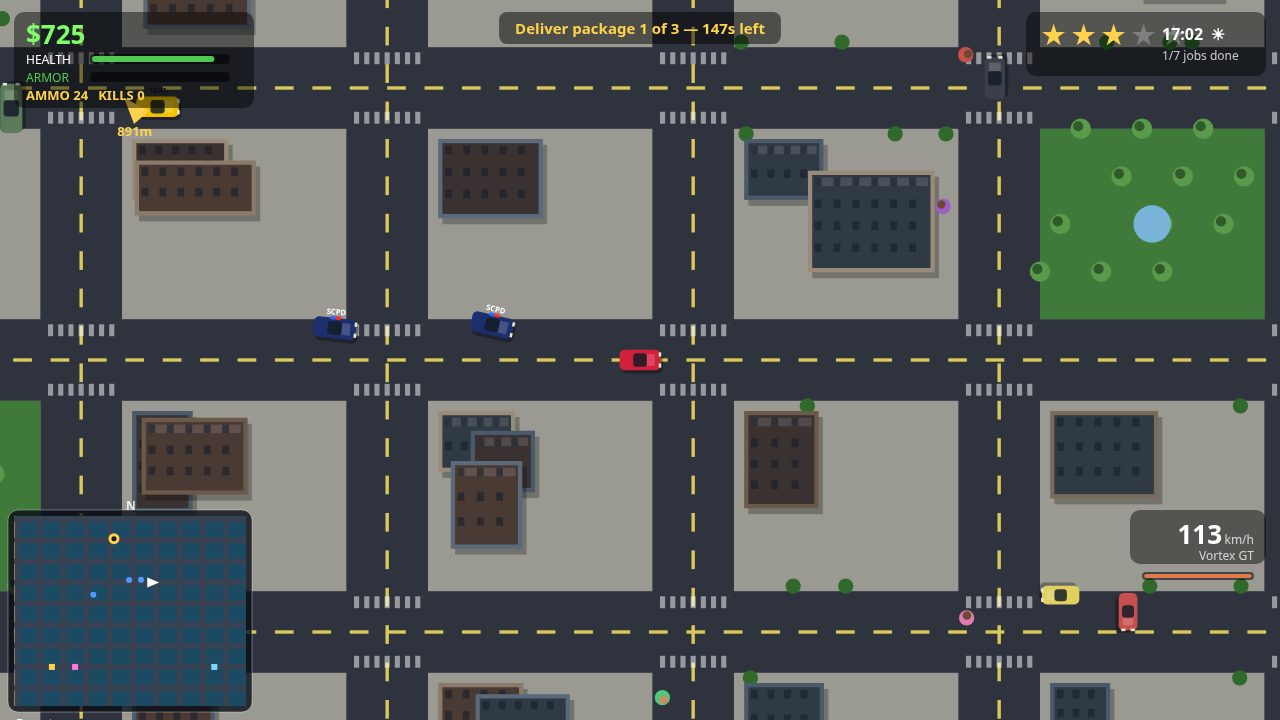 $725
HEALTH
ARMOR
AMMO 24 KILLS 0
891m
Deliver package 1 of 3 — 147s left
17:02 ☀
1/7 jobs done
SCPD
SCPD
N
113 km/h
Vortex GT